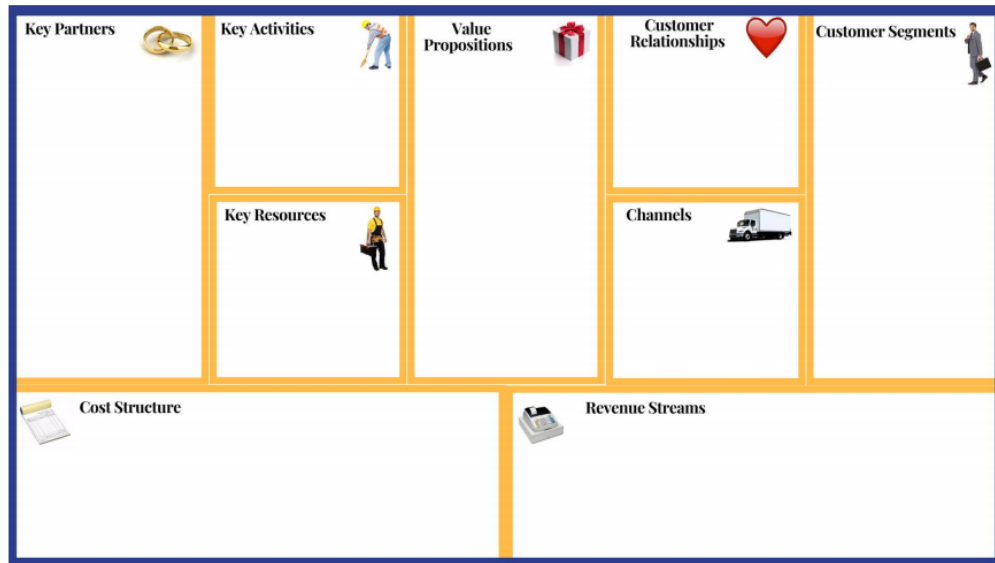 Key Partners
Key Activities
Value
Propositions
Customer
Relationships
Customer Segments
Key Resources
Channels
Cost Structure
Revenue Streams